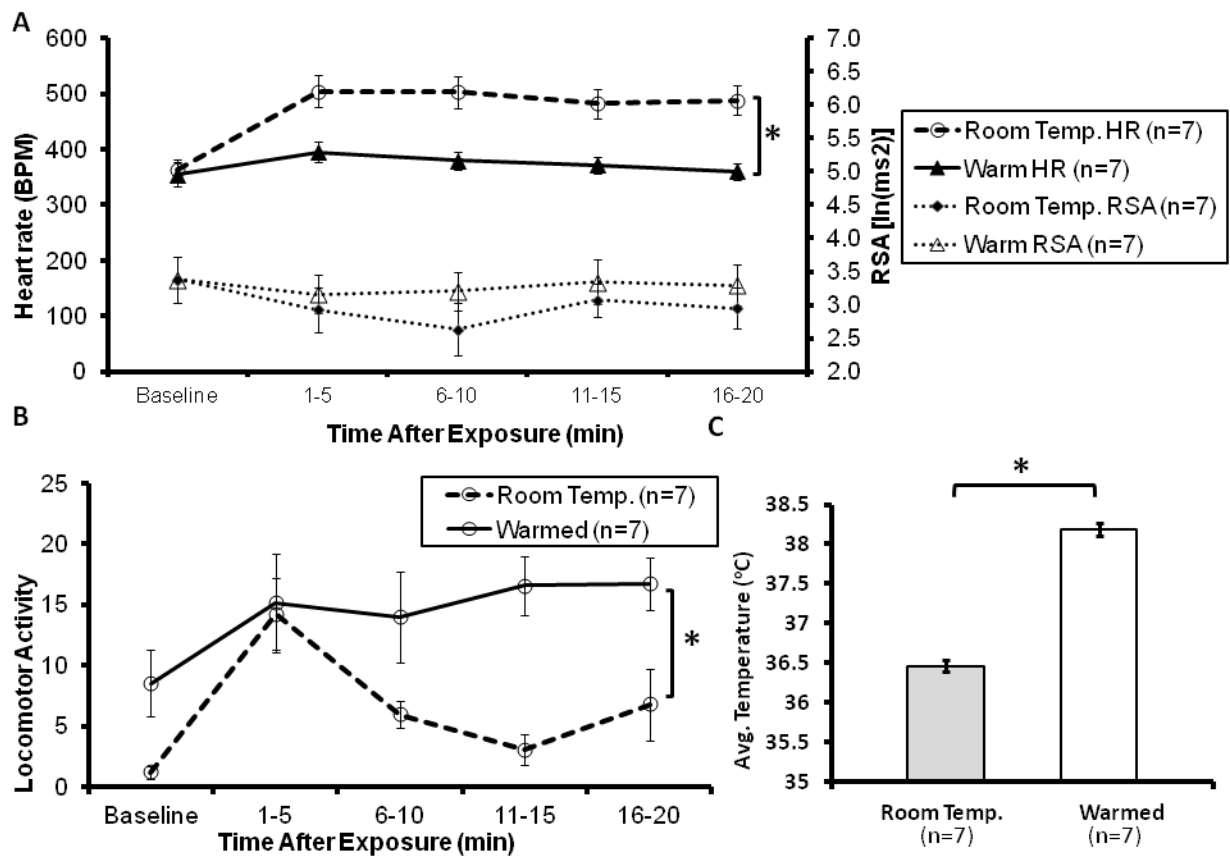 A
600
500
400
300
200
100
0
Heart rate (BPM)
7.0
6.5
6.0
5.5
5.0
4.5
4.0
3.5
3.0
2.5
2.0
RSA [ln(ms2)]
*
Room Temp. HR (n=7)
Warm HR (n=7)
Room Temp. RSA (n=7)
Warm RSA (n=7)
Baseline 1-5 6-10 11-15 16-20
Time After Exposure (min)
B
25
20
15
10
5
0
Locomotor Activity
Room Temp. (n=7)
Warmed (n=7)
*
Baseline 1-5 6-10 11-15 16-20
Time After Exposure (min)
C
38.5
38
37.5
37
36.5
36
35.5
35
Avg. Temperature (°C)
*
Room Temp. Warmed
(n=7) (n=7)